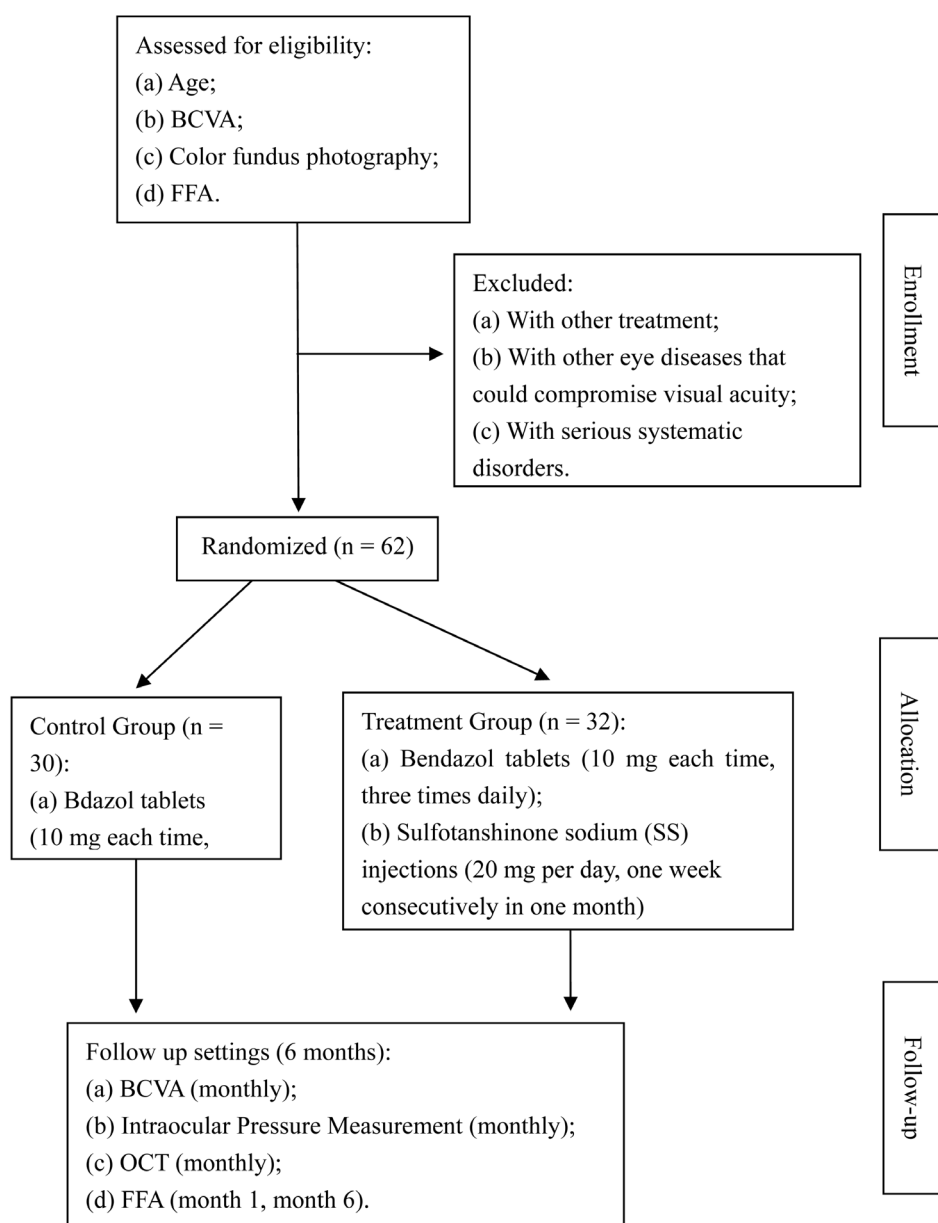 Assessed for eligibility:
(a) Age;
(b) BCVA;
(c) Color fundus photography;
(d) FFA.
Enrollment
Excluded:
(a) With other treatment;
(b) With other eye diseases that
could compromise visual acuity;
(c) With serious systematic
disorders.
Randomized (n = 62)
Allocation
Control Group (n =
30):
(a) Bdazol tablets
(10 mg each time,
Treatment Group (n = 32):
(a) Bendazol tablets (10 mg each time,
three times daily);
(b) Sulfotanshinone sodium (SS)
injections (20 mg per day, one week
consecutively in one month)
Follow-up
Follow up settings (6 months):
(a) BCVA (monthly);
(b) Intraocular Pressure Measurement (monthly);
(c) OCT (monthly);
(d) FFA (month 1, month 6).